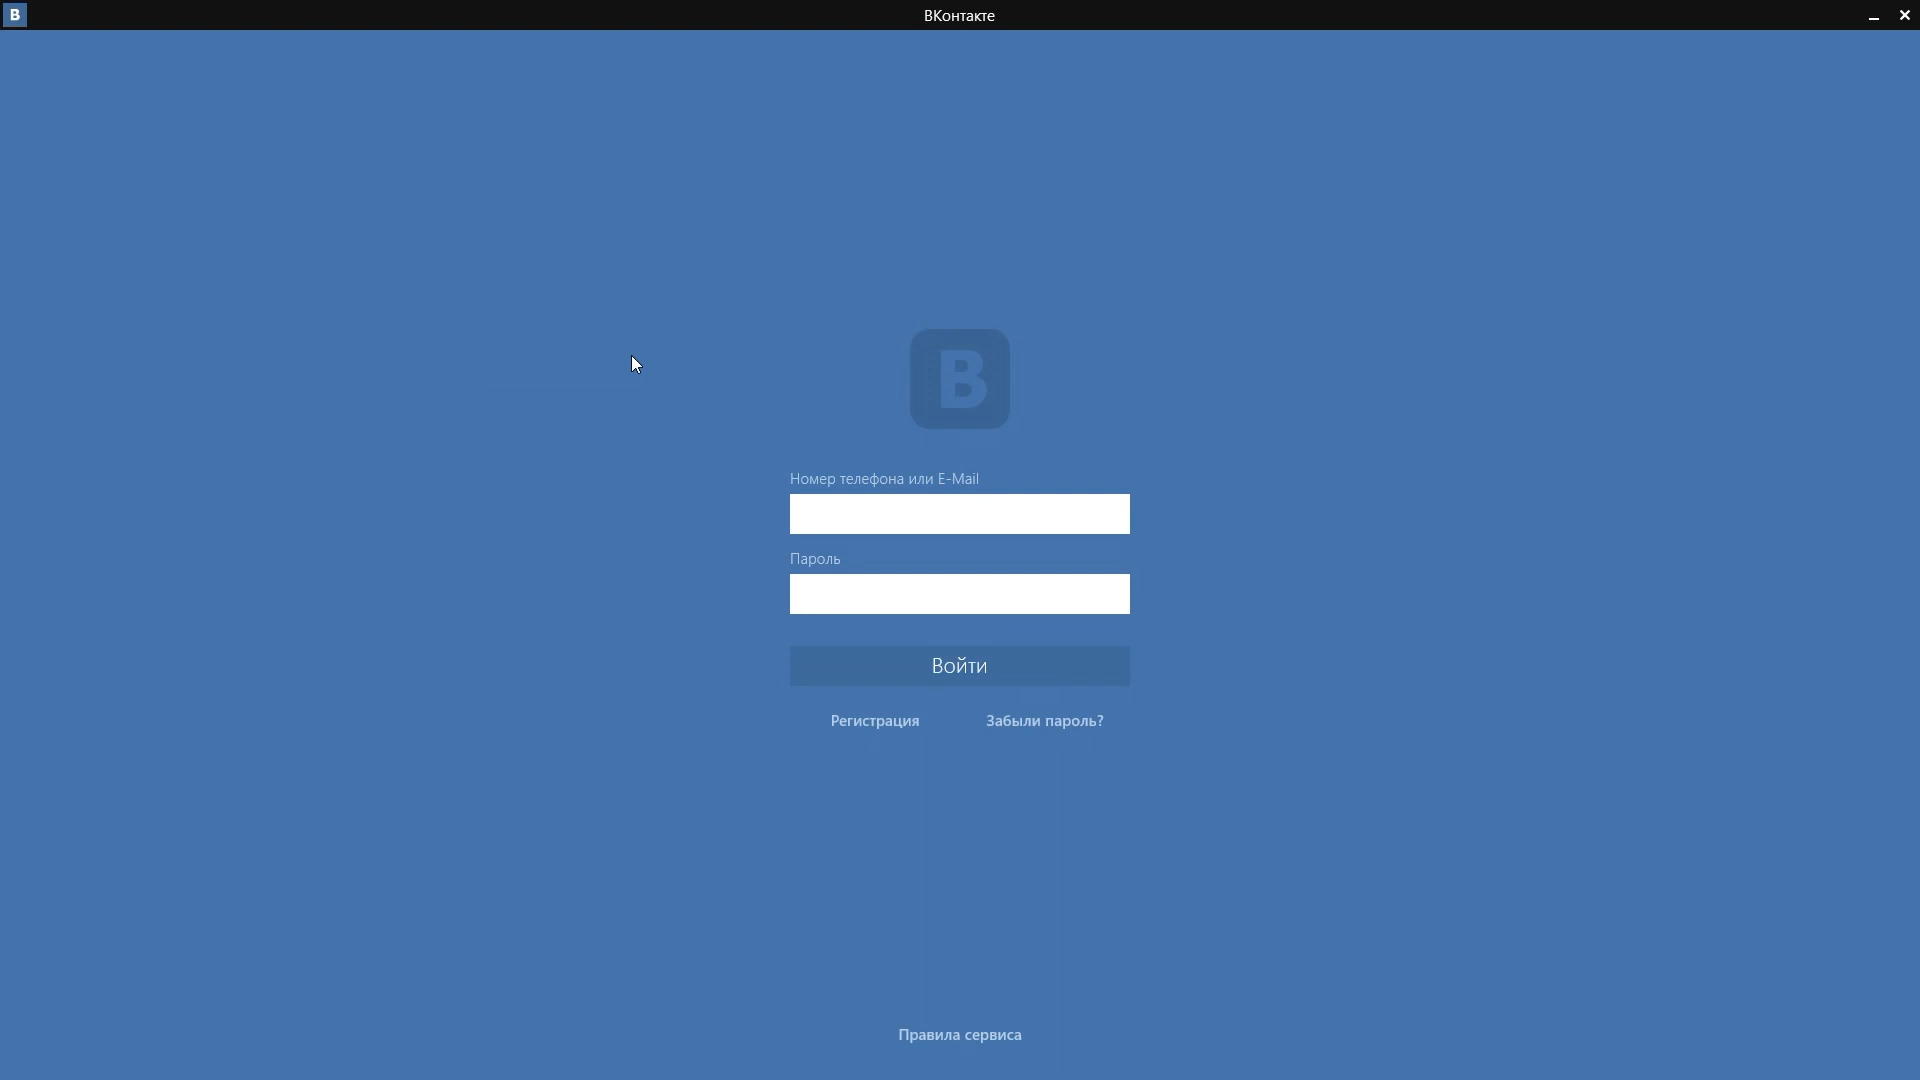 B
ВКонтакте
B
Номер телефона или E-Mail
Пароль
Войти
Регистрация
Забыли пароль?
Правила сервиса